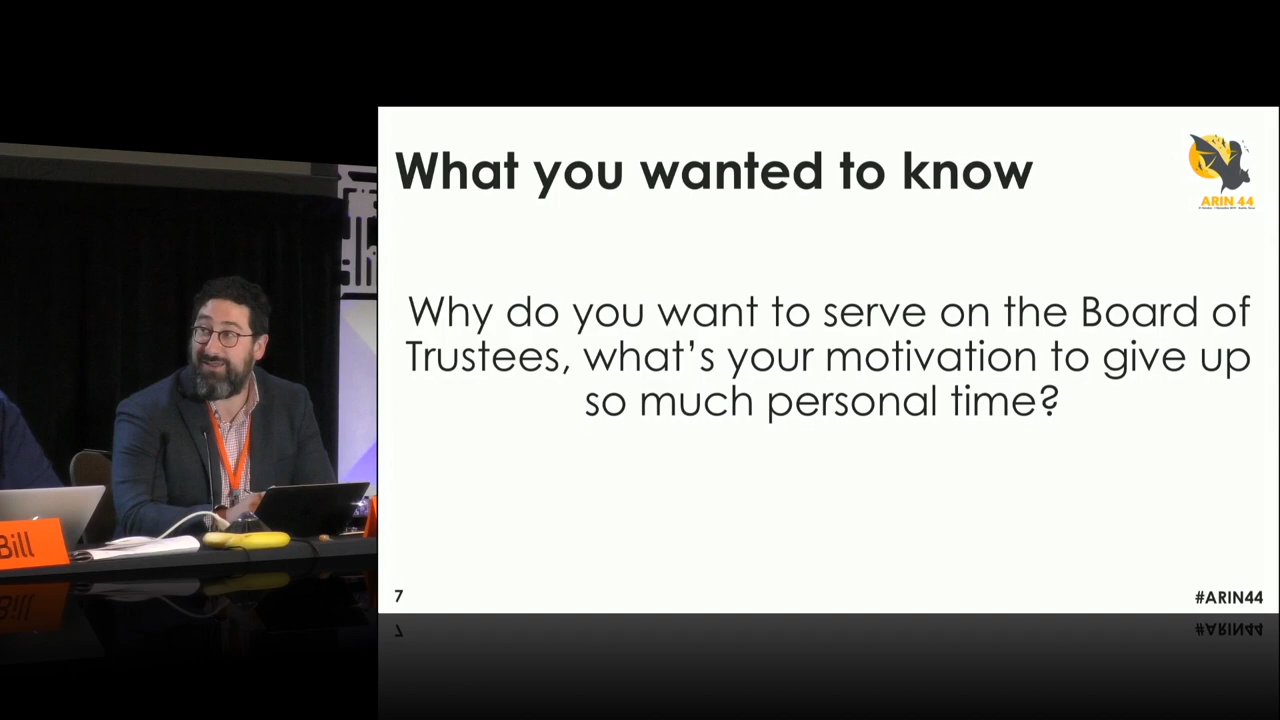 What you wanted to know
ARIN 44
Why do you want to serve on the Board of
Trustees, what's your motivation to give up
so much personal time?
Bill
7
#ARIN44